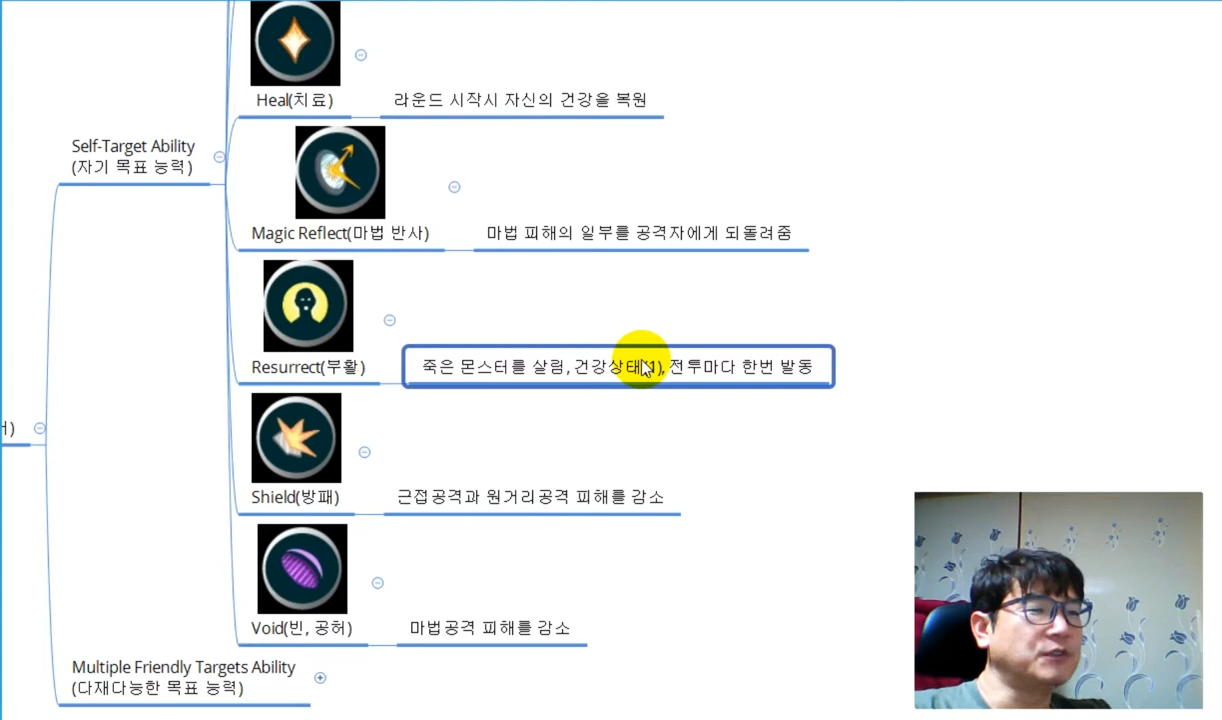 Heal(치료)
라운드 시작시 자신의 건강을 복원
Self-Target Ability
(자기 목표 능력)
Magic Reflect(마법 반사)
마법 피해의 일부를 공격자에게 되돌려줌
Resurrect(부활)
죽은 몬스터를 살림, 건강상태(1), 전투마다 한번 발동
Shield(방패)
근접공격과 원거리공격 피해를 감소
Void(빈, 공허)
마법공격 피해를 감소
Multiple Friendly Targets Ability
(다재다능한 목표 능력)